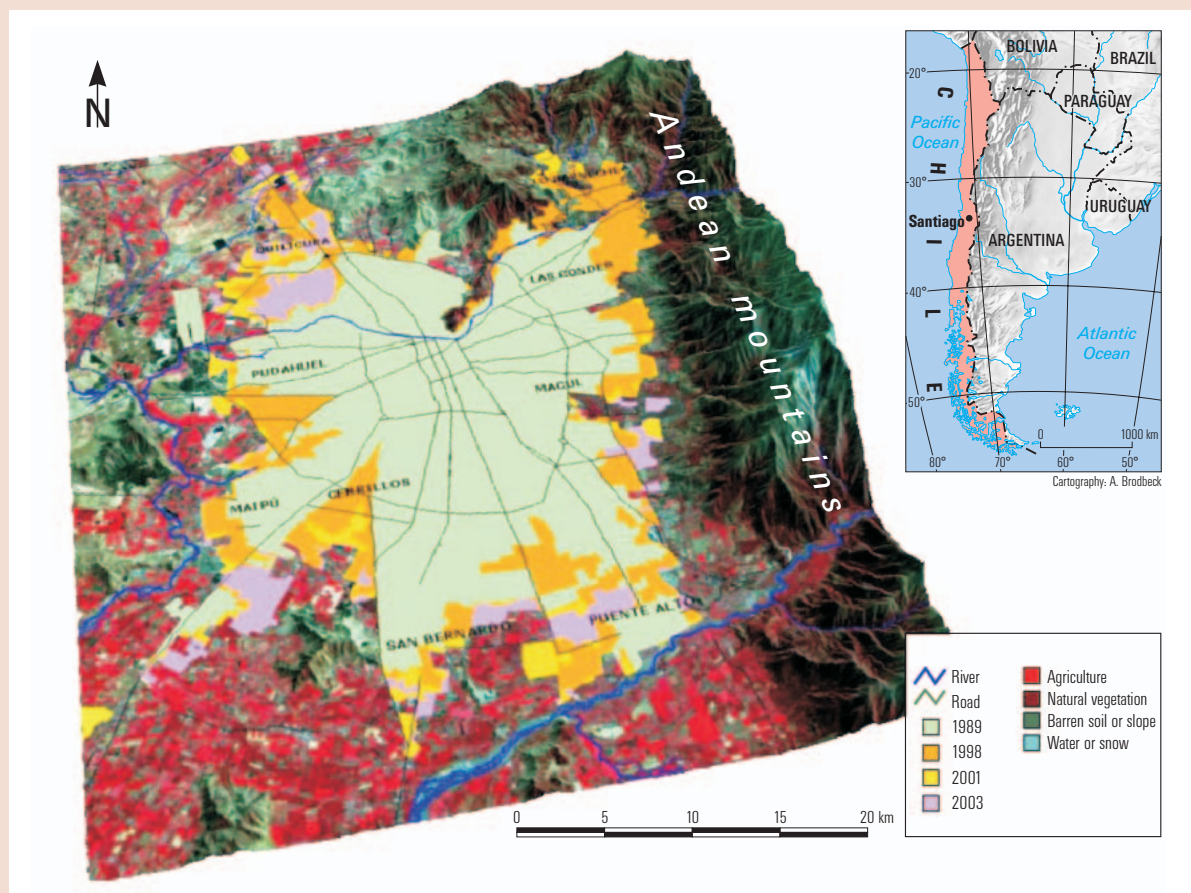 N
Andean mountains
QUILICURA
LAS CONDES
PUDAHUEL
MACUL
CERRILLOS
MAIPÚ
PUENTE ALTO
SAN BERNARDO
0 5 10 15 20 km
BOLIVIA
BRAZIL
-20°
PARAGUAY
Pacific
Ocean
-30°
URUGUAY
Santiago
ARGENTINA
CHILE
-40°
Atlantic
Ocean
-50°
0 1000 km
80° 70° 60° 50°
Cartography: A. Brodbeck
River
Road
1989
1998
2001
2003
Agriculture
Natural vegetation
Barren soil or slope
Water or snow